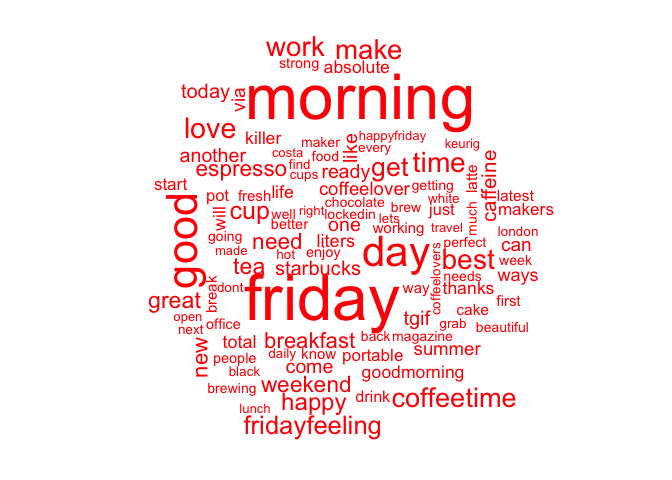 work
make
strong
absolute
today
via
morning
love
killer
maker
happyfriday
like
every
keurig
another
costa
food
find
espresso
cups
ready
get
time
latte
caffeine
start
pot
fresh
life
coffeelover
getting
latest
good
will
cup
well
right
chocolate
lockedin
brew
lets
white
just
much
makers
going
better
one
working
travel
london
made
need
liters
day
perfect
can
hot
enjoy
best
week
tea
starbucks
coffeelovers
needs
ways
dont
break
friday
way
thanks
great
first
open
next
office
tgif
cake
grab
beautiful
new
total
breakfast
back
magazine
summer
people
daily
know
portable
black
come
goodmorning
brewing
weekend
drink
coffeetime
lunch
happy
fridayfeeling